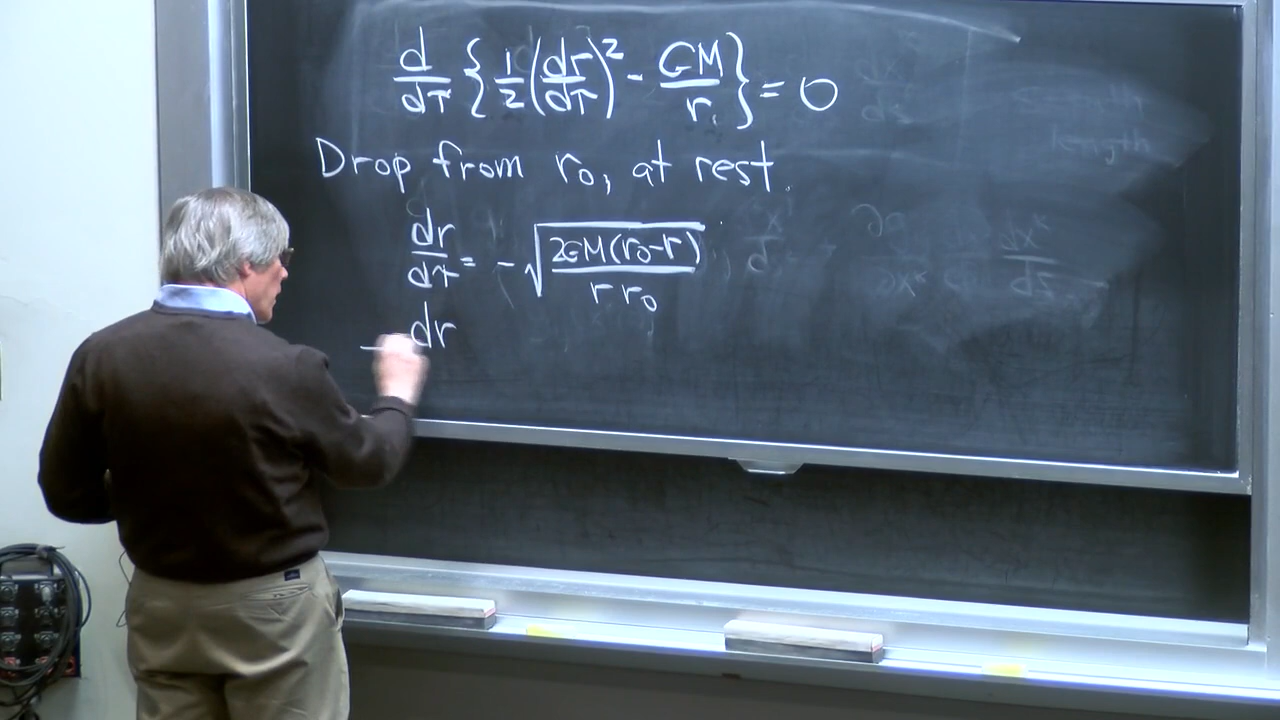 d/dτ {1/2 (dr/dτ)² - GM/r} = 0
Drop from r₀, at rest.
dr/dτ = - √(2GM(r₀-r)/(r r₀))
dr
length